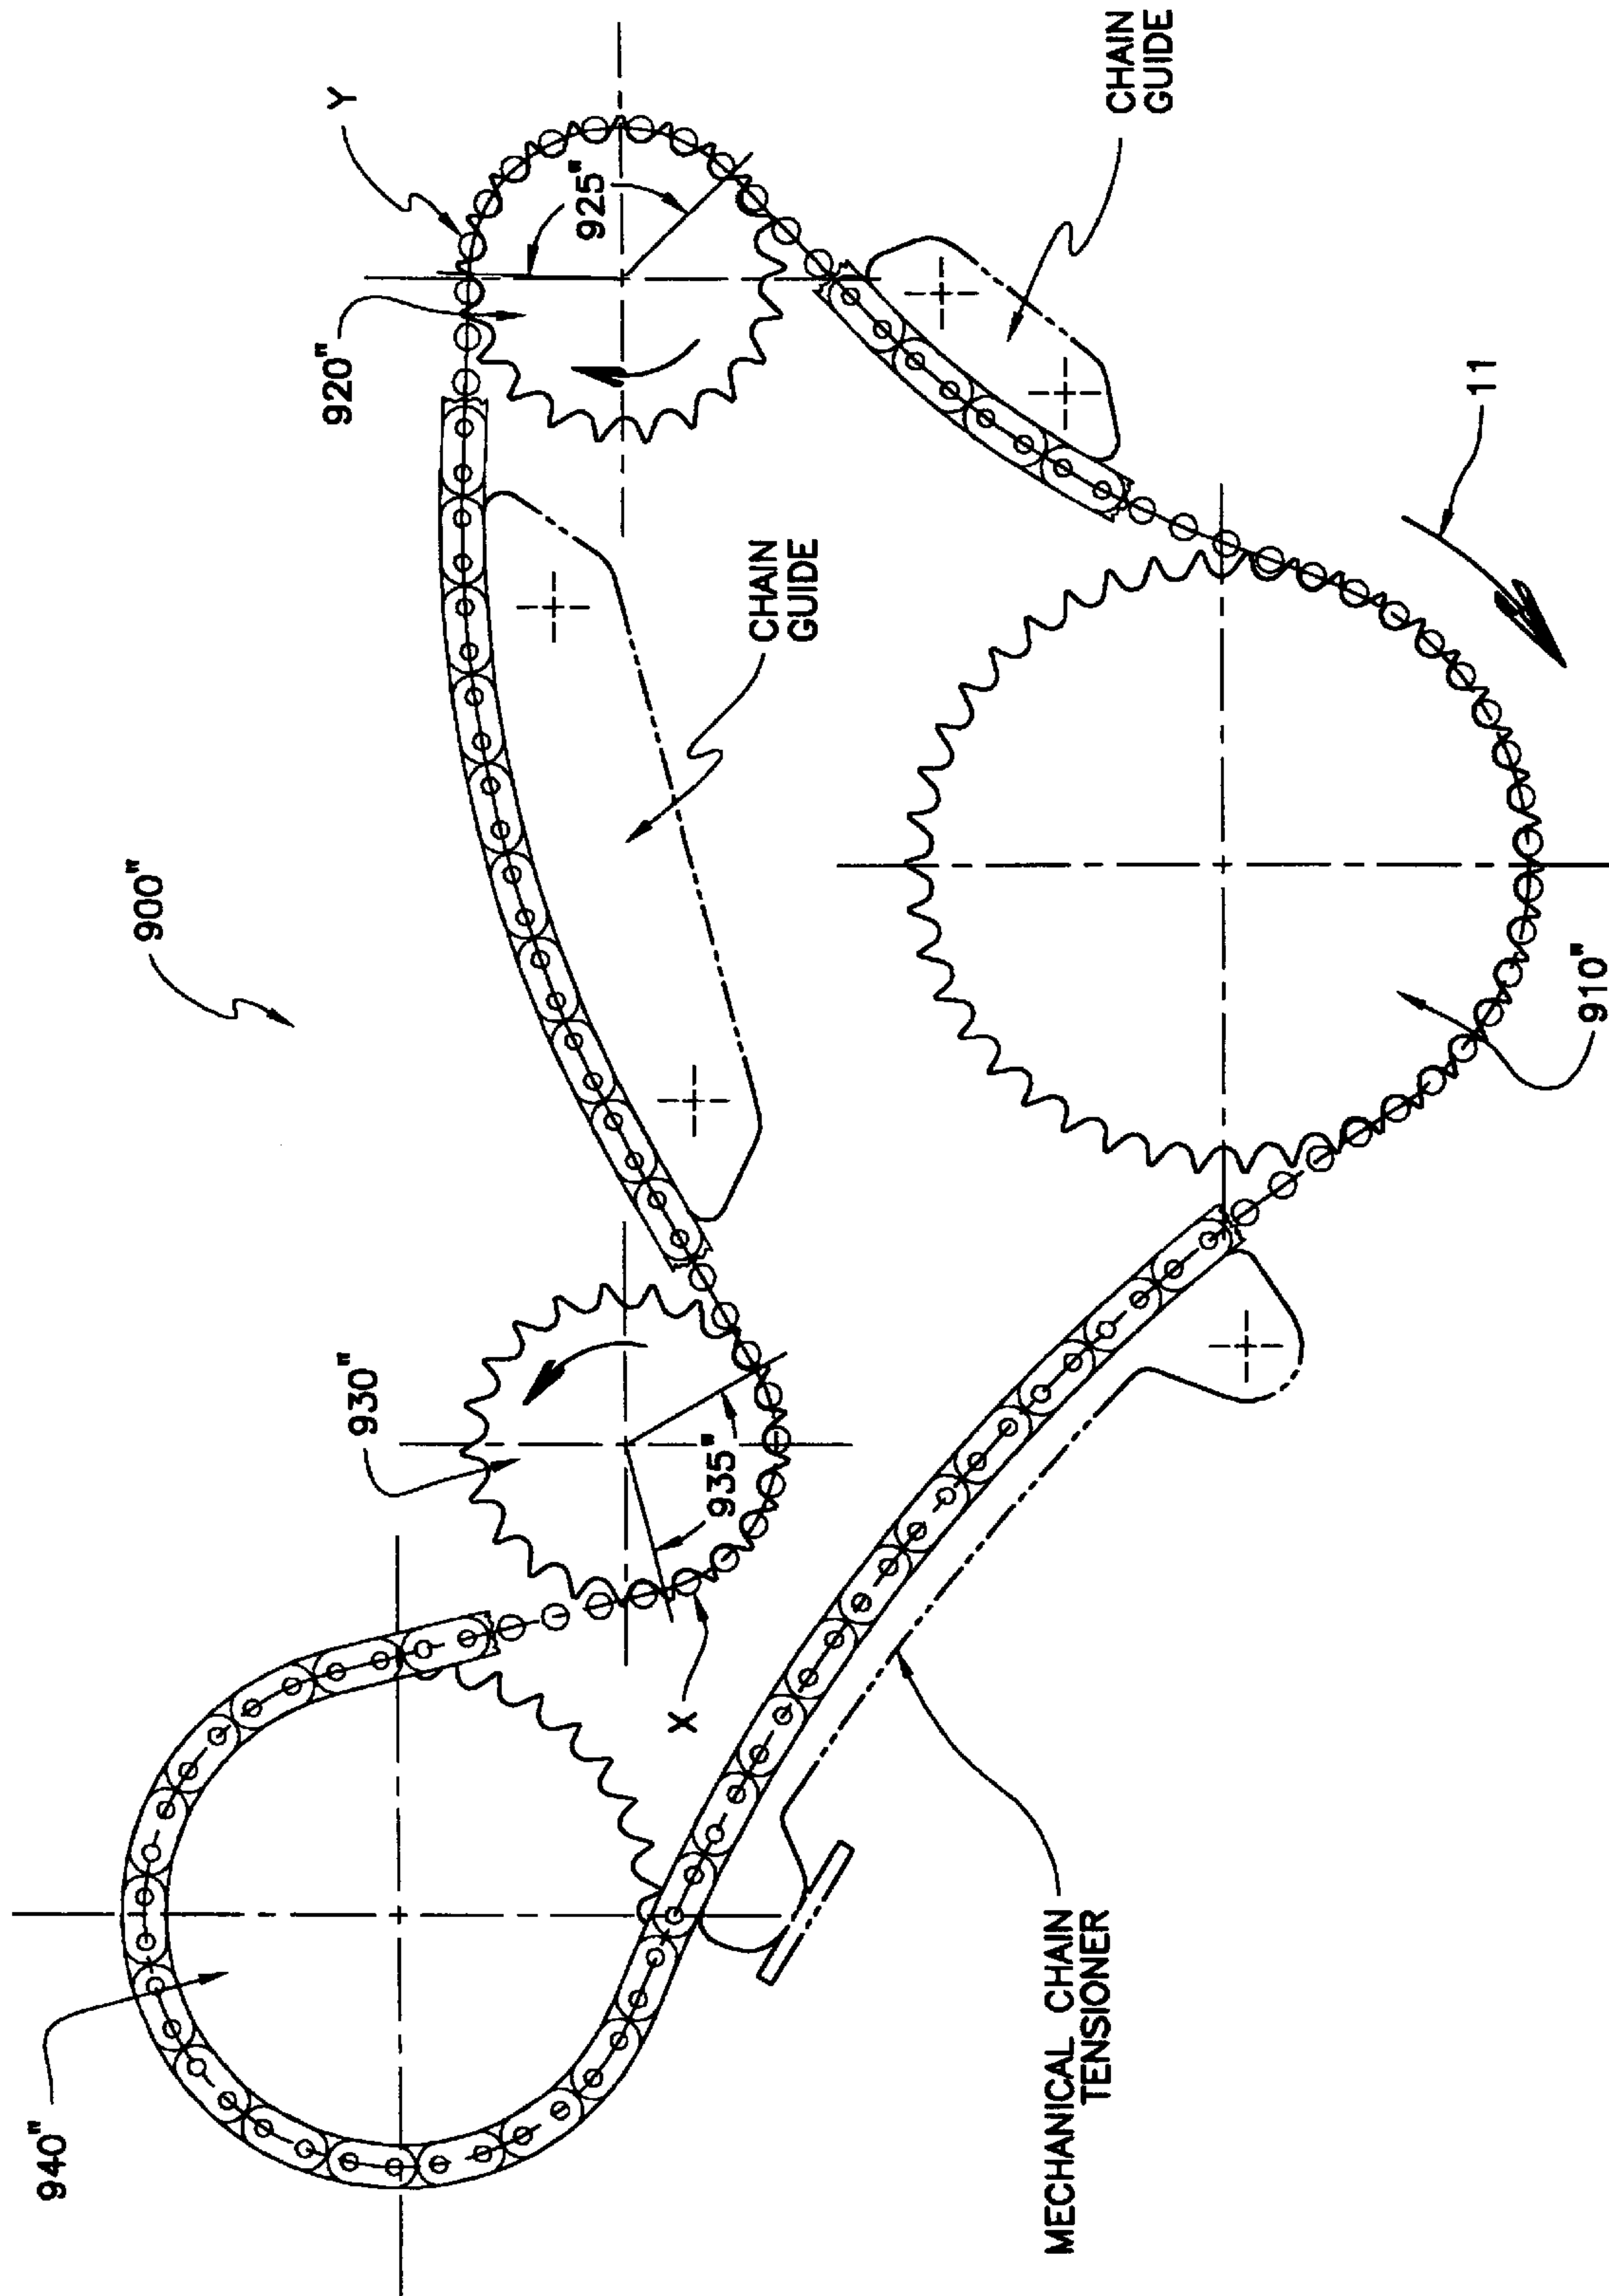 940"
930"
935"
X
900"
CHAIN
GUIDE
920"
925"
Y
CHAIN
GUIDE
11
910"
MECHANICAL CHAIN
TENSIONER